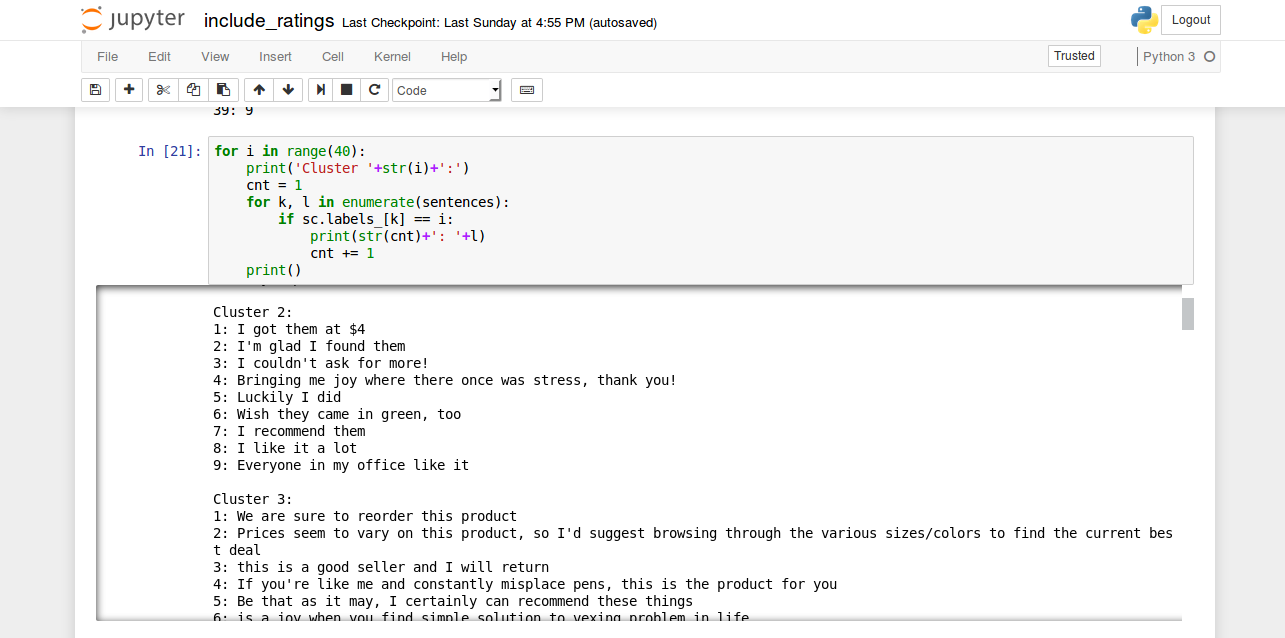 jupyter include_ratings Last Checkpoint: Last Sunday at 4:55 PM (autosaved) Logout
File Edit View Insert Cell Kernel Help Trusted Python 3
Code
39: 9
In [21]: for i in range(40):
    print('Cluster '+str(i)+':')
    cnt = 1
    for k, l in enumerate(sentences):
        if sc.labels_[k] == i:
            print(str(cnt)+': '+l)
            cnt += 1
    print()
Cluster 2:
1: I got them at $4
2: I'm glad I found them
3: I couldn't ask for more!
4: Bringing me joy where there once was stress, thank you!
5: Luckily I did
6: Wish they came in green, too
7: I recommend them
8: I like it a lot
9: Everyone in my office like it
Cluster 3:
1: We are sure to reorder this product
2: Prices seem to vary on this product, so I'd suggest browsing through the various sizes/colors to find the current bes
t deal
3: this is a good seller and I will return
4: If you're like me and constantly misplace pens, this is the product for you
5: Be that as it may, I certainly can recommend these things
6: is a joy when you find simple solution to vexing problem in life